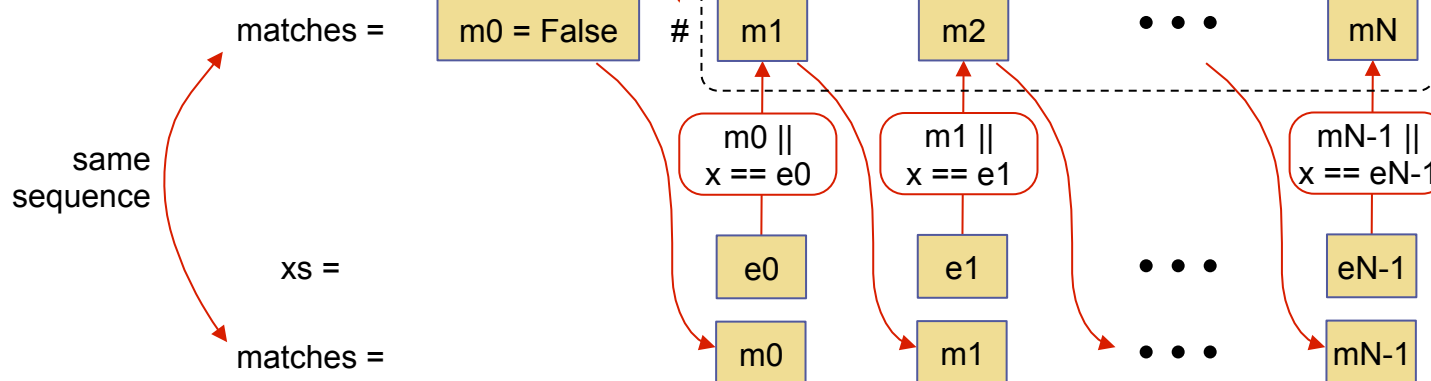 matches = m0 = False # m1 m2 • • • mN
m0 || m1 || mN-1 ||
x == e0 x == e1 x == eN-1
same
sequence
xs = e0 e1 • • • eN-1
matches = m0 m1 • • • mN-1